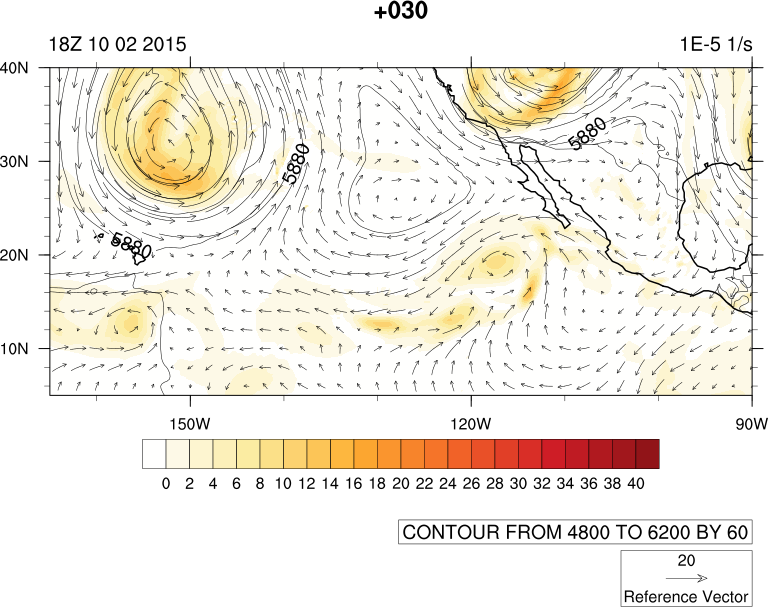 +030
18Z 10 02 2015 1E-5 1/s
40N
30N
20N
10N
5880
5880
5880
150W 120W 90W
0 2 4 6 8 10 12 14 16 18 20 22 24 26 28 30 32 34 36 38 40
CONTOUR FROM 4800 TO 6200 BY 60
20
Reference Vector